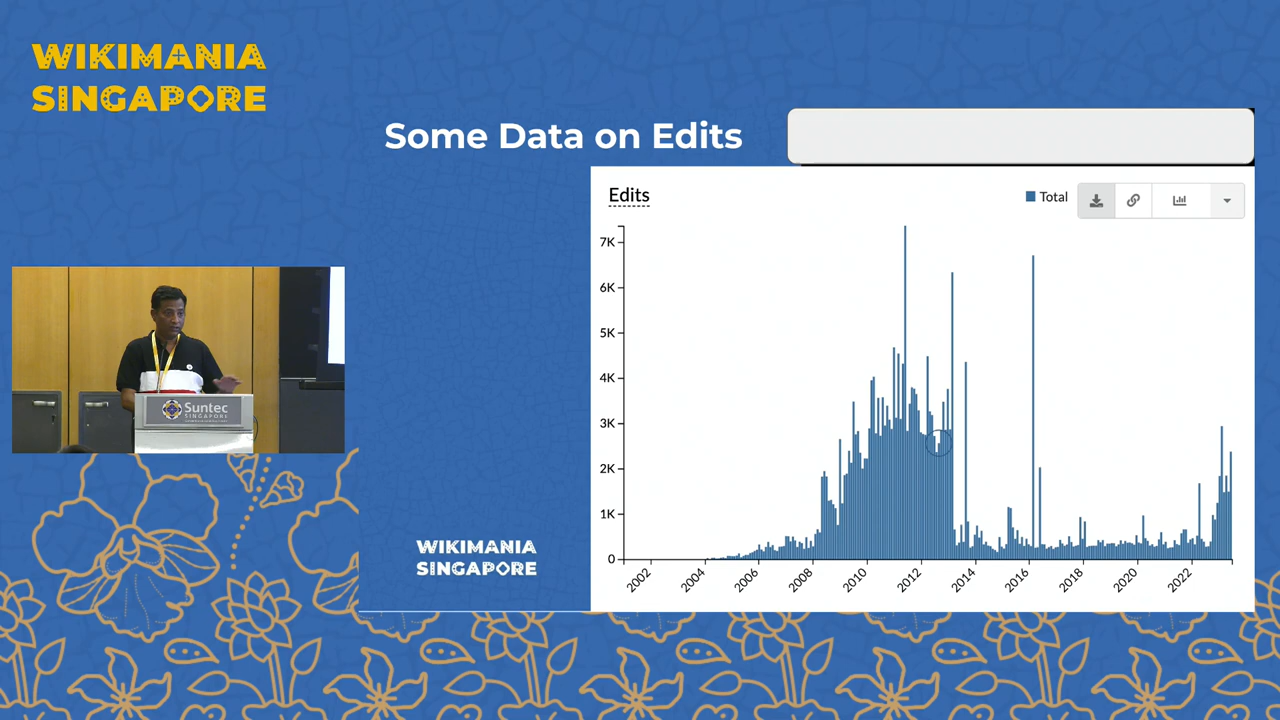 WIKIMANIA
SINGAPORE
Some Data on Edits
Edits
Total
7K
6K
5K
4K
3K
2K
1K
0
2002
2004
2006
2008
2010
2012
2014
2016
2018
2020
2022
Suntec
SINGAPORE
WIKIMANIA
SINGAPORE